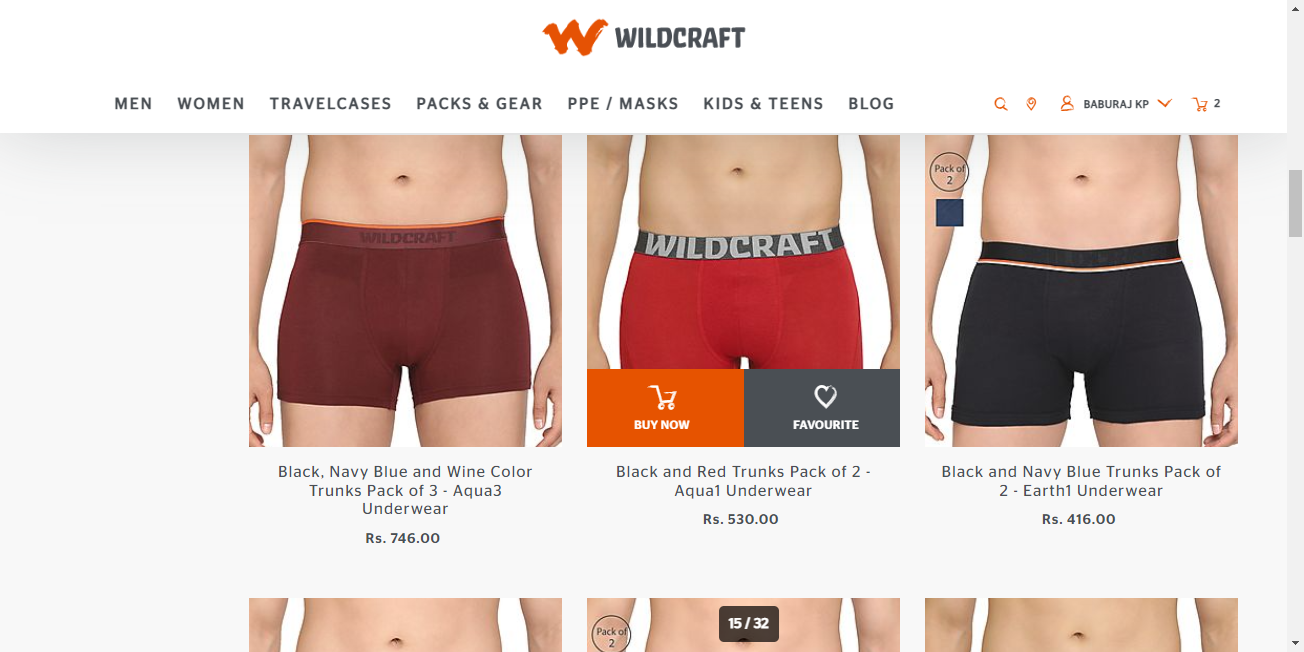 WILDCRAFT
MEN WOMEN TRAVELCASES PACKS & GEAR PPE / MASKS KIDS & TEENS BLOG BABURAJ KP 2
Pack of
2
WILDCRAFT
WILDCRAFT
BUY NOW FAVOURITE
Black, Navy Blue and Wine Color
Trunks Pack of 3 - Aqua3
Underwear
Rs. 746.00
Black and Red Trunks Pack of 2 -
Aqua1 Underwear
Rs. 530.00
Black and Navy Blue Trunks Pack of
2 - Earth1 Underwear
Rs. 416.00
Pack of
2
15 / 32